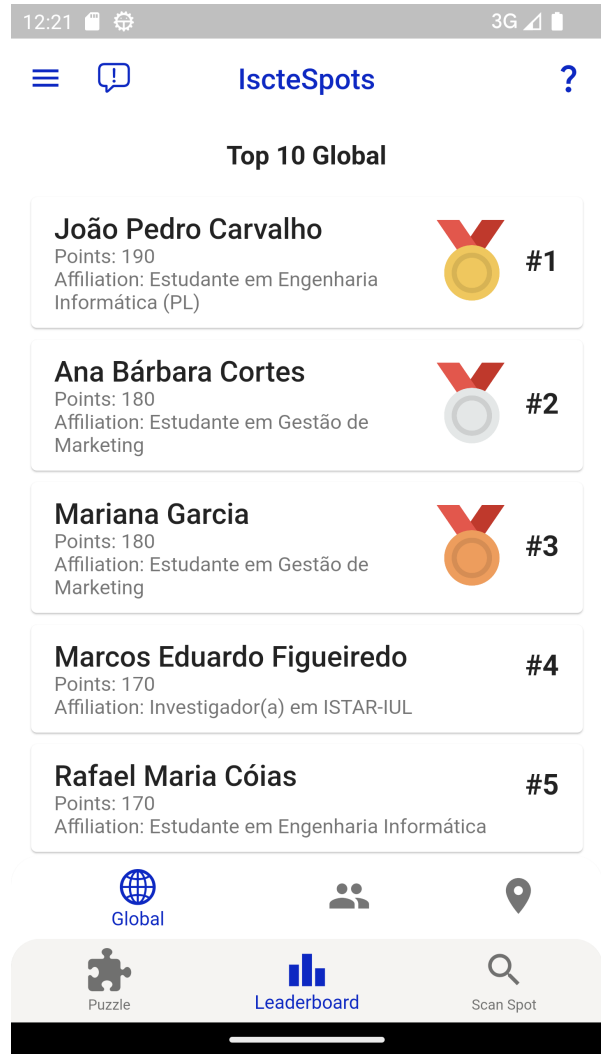 12:21 3G
IscteSpots ?
Top 10 Global
João Pedro Carvalho
Points: 190
Affiliation: Estudante em Engenharia
Informática (PL)
#1
Ana Bárbara Cortes
Points: 180
Affiliation: Estudante em Gestão de
Marketing
#2
Mariana Garcia
Points: 180
Affiliation: Estudante em Gestão de
Marketing
#3
Marcos Eduardo Figueiredo
Points: 170
Affiliation: Investigador(a) em ISTAR-IUL
#4
Rafael Maria Cóias
Points: 170
Affiliation: Estudante em Engenharia Informática
#5
Global
Puzzle
Leaderboard
Scan Spot